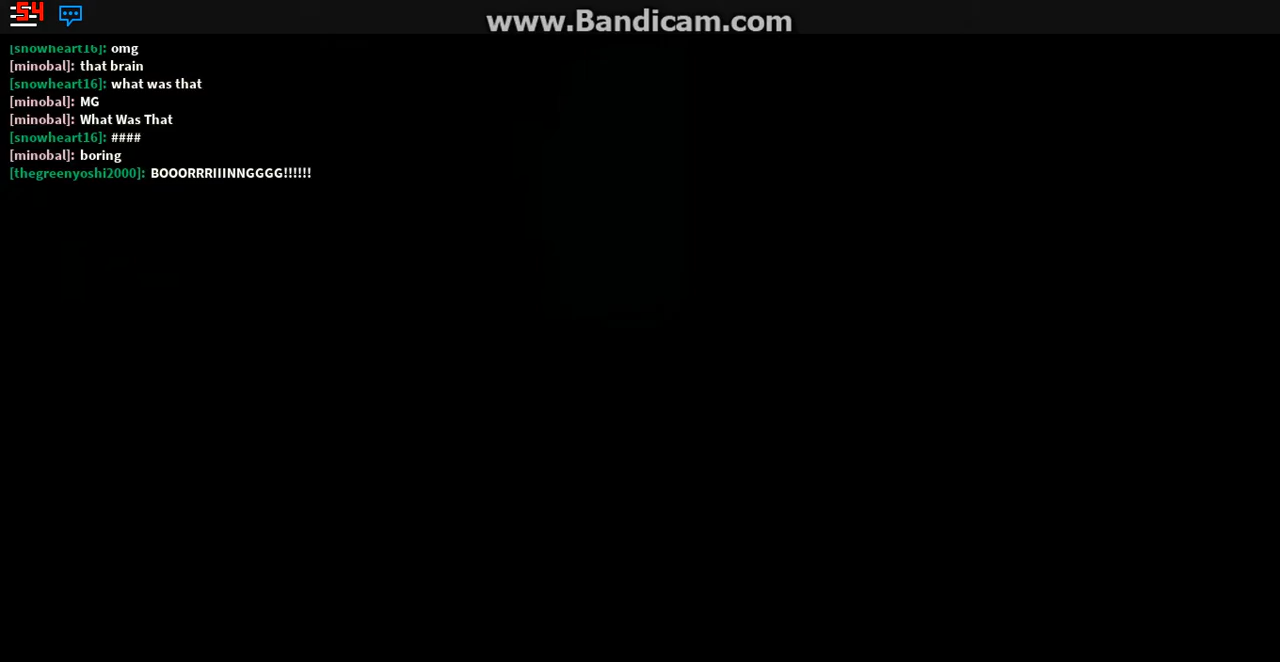 54
www.Bandicam.com
[snowheart16]: omg
[minobal]: that brain
[snowheart16]: what was that
[minobal]: MG
[minobal]: What Was That
[snowheart16]: ####
[minobal]: boring
[thegreenyoshi2000]: BOOORRRIIINNGGGG!!!!!!